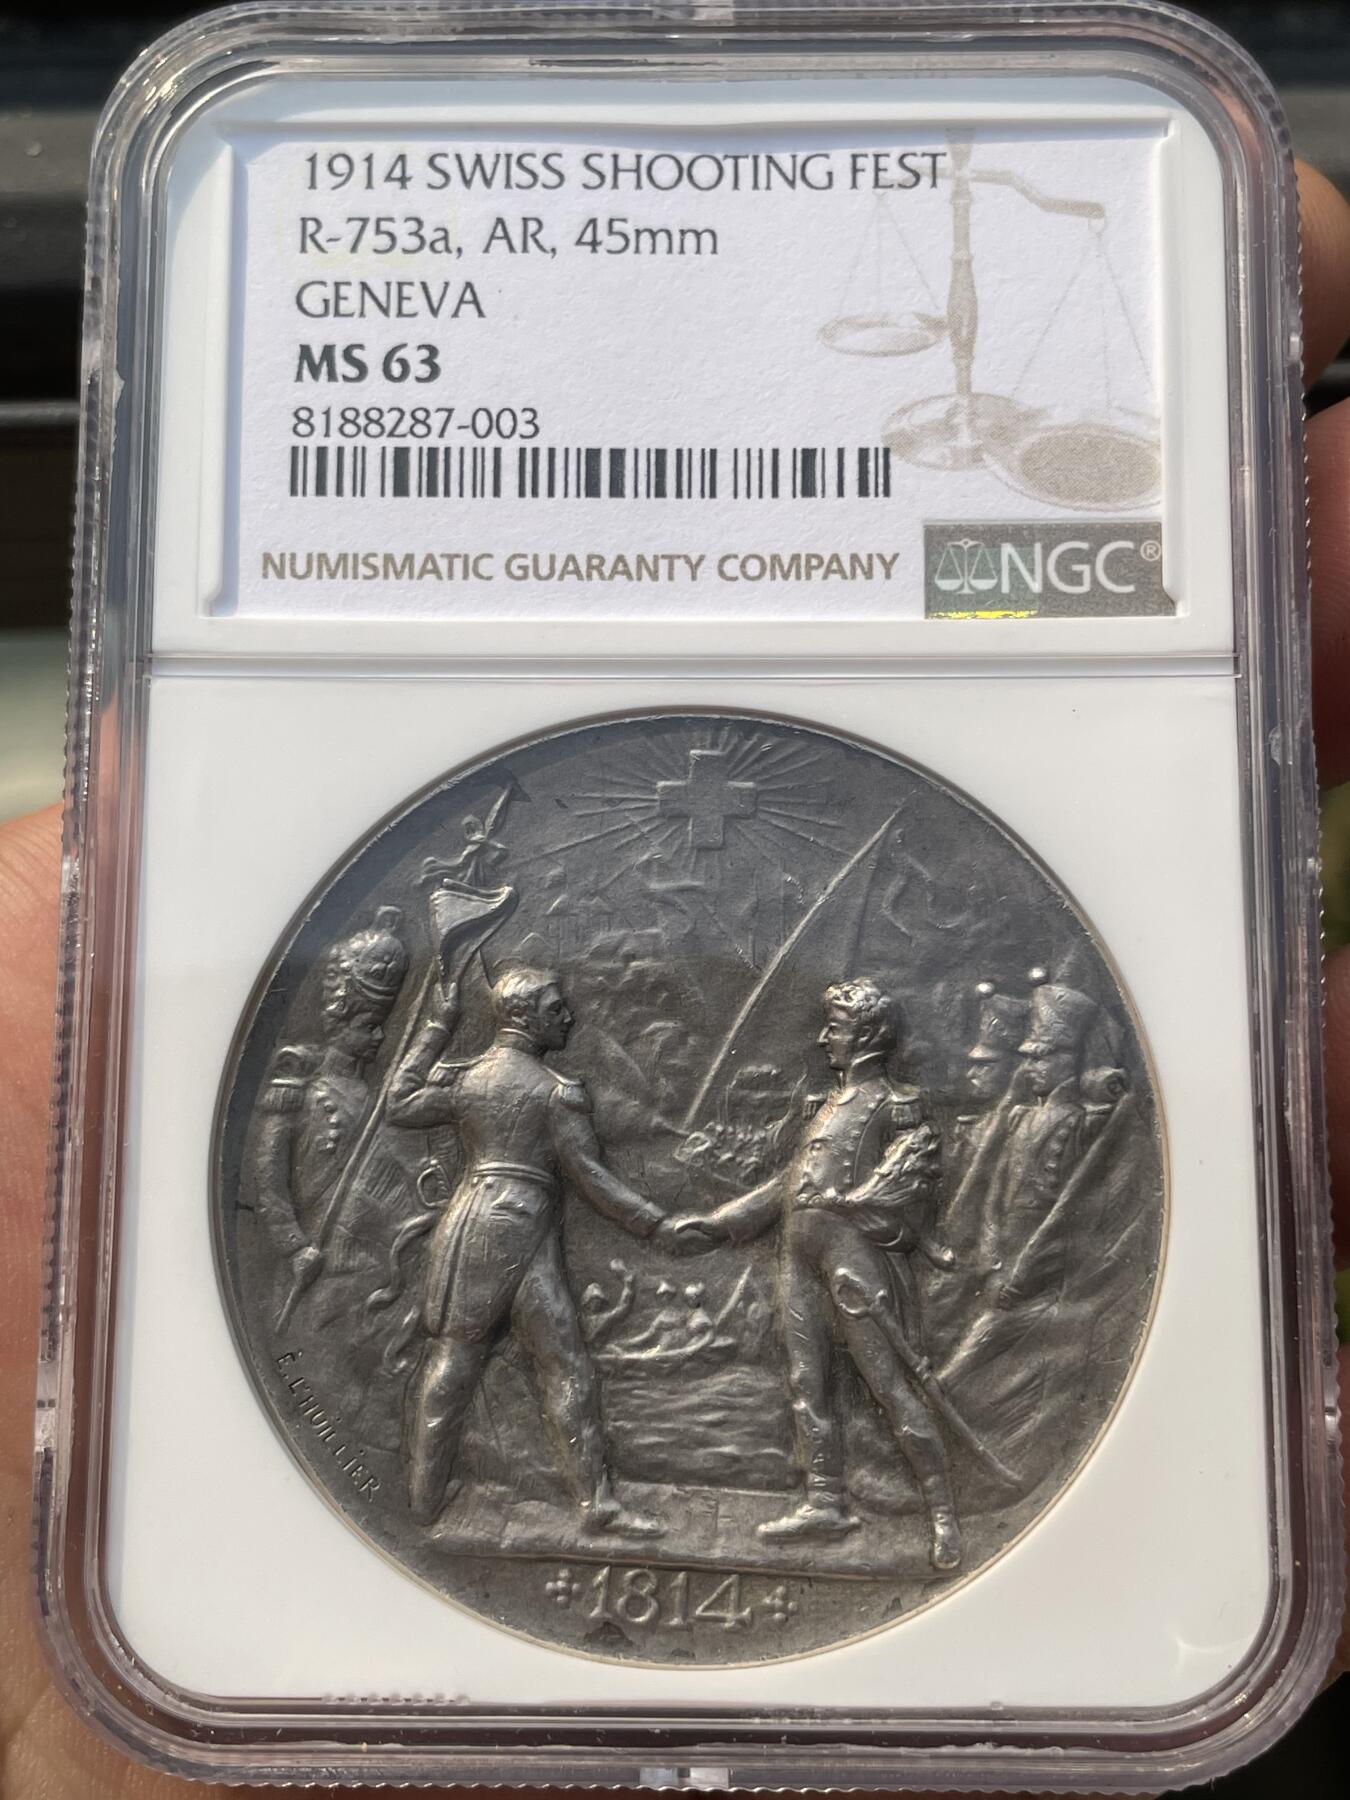 1914 SWISS SHOOTING FEST
R-753a, AR, 45mm
GENEVA
MS 63
8188287-003
NUMISMATIC GUARANTY COMPANY
NGC®
É. L'HUILLIER
1814